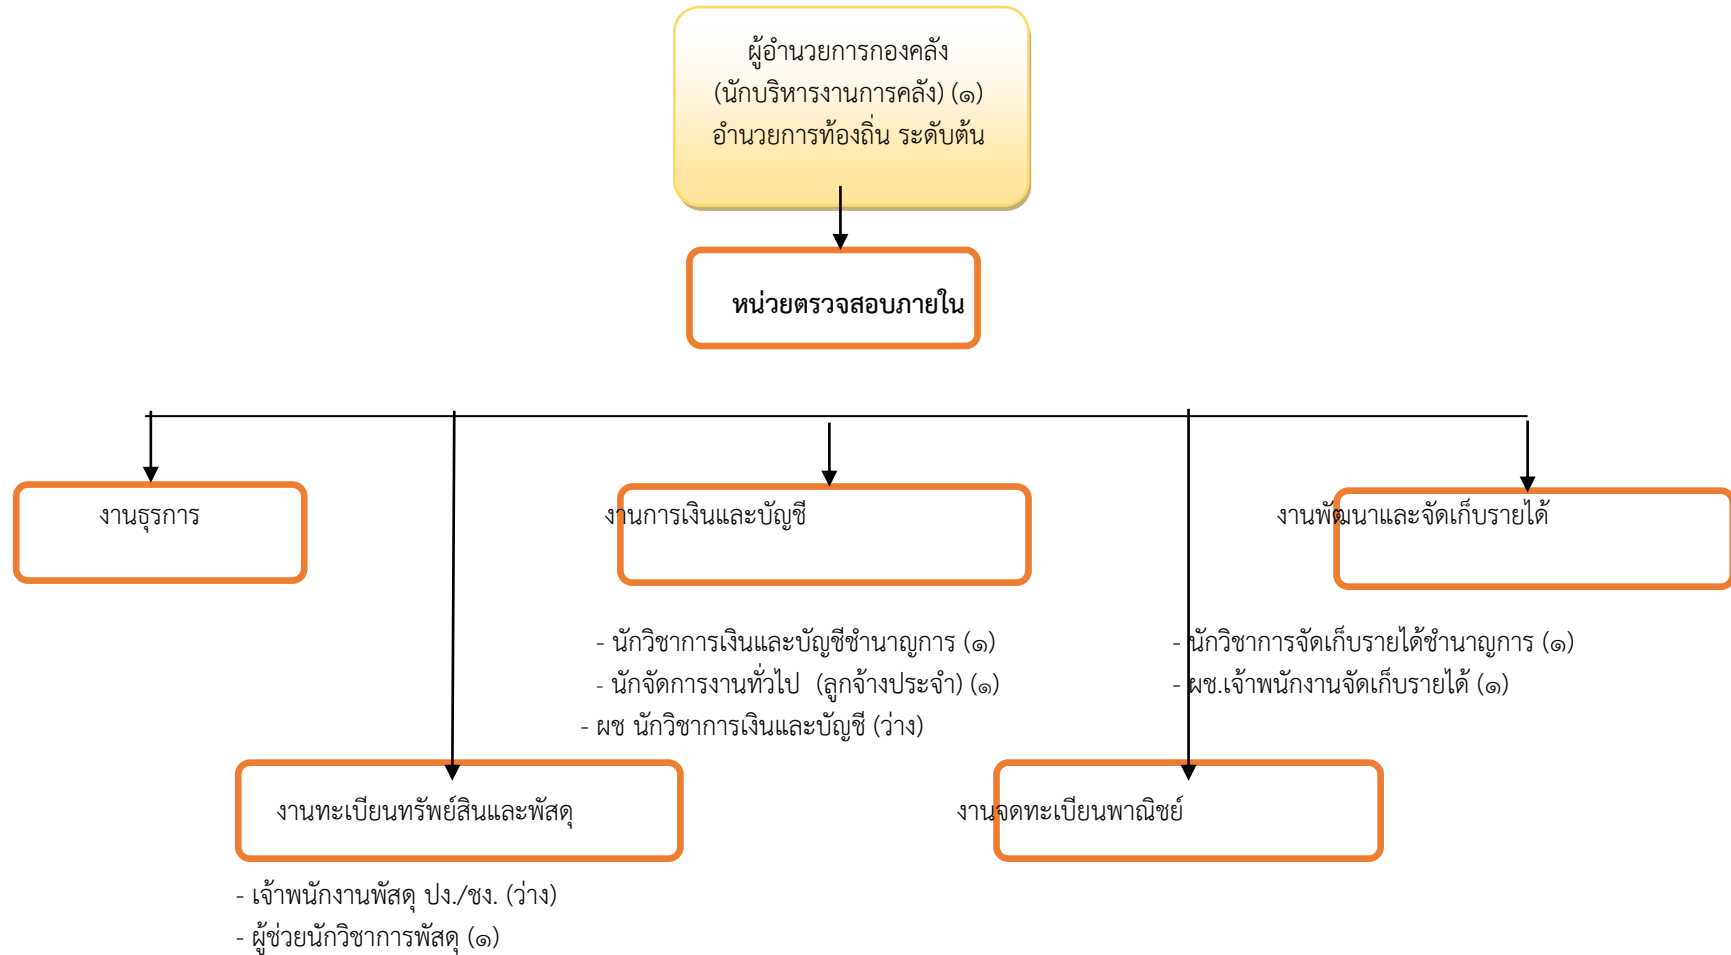 ผู้อำนวยการกองคลัง
(นักบริหารงานการคลัง) (๑)
อำนวยการท้องถิ่น ระดับต้น
หน่วยตรวจสอบภายใน
งานธุรการ
งานการเงินและบัญชี
งานพัฒนาและจัดเก็บรายได้
- นักวิชาการเงินและบัญชีชำนาญการ (๑)
- นักจัดการงานทั่วไป (ลูกจ้างประจำ) (๑)
- ผช นักวิชาการเงินและบัญชี (ว่าง)
- นักวิชาการจัดเก็บรายได้ชำนาญการ (๑)
- ผช.เจ้าพนักงานจัดเก็บรายได้ (๑)
งานทะเบียนทรัพย์สินและพัสดุ
งานจดทะเบียนพาณิชย์
- เจ้าพนักงานพัสดุ ปง./ชง. (ว่าง)
- ผู้ช่วยนักวิชาการพัสดุ (๑)